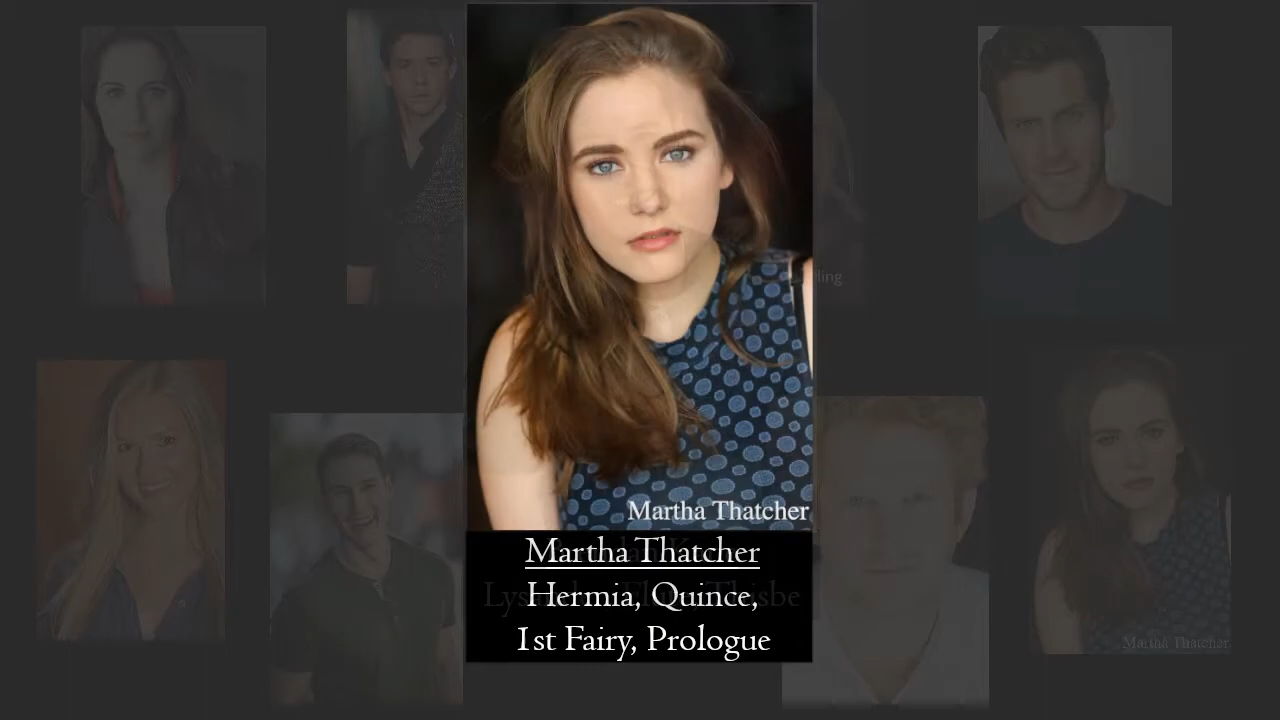 Martha Thatcher
Martha Thatcher
Hermia, Quince,
1st Fairy, Prologue
Martha Thatcher